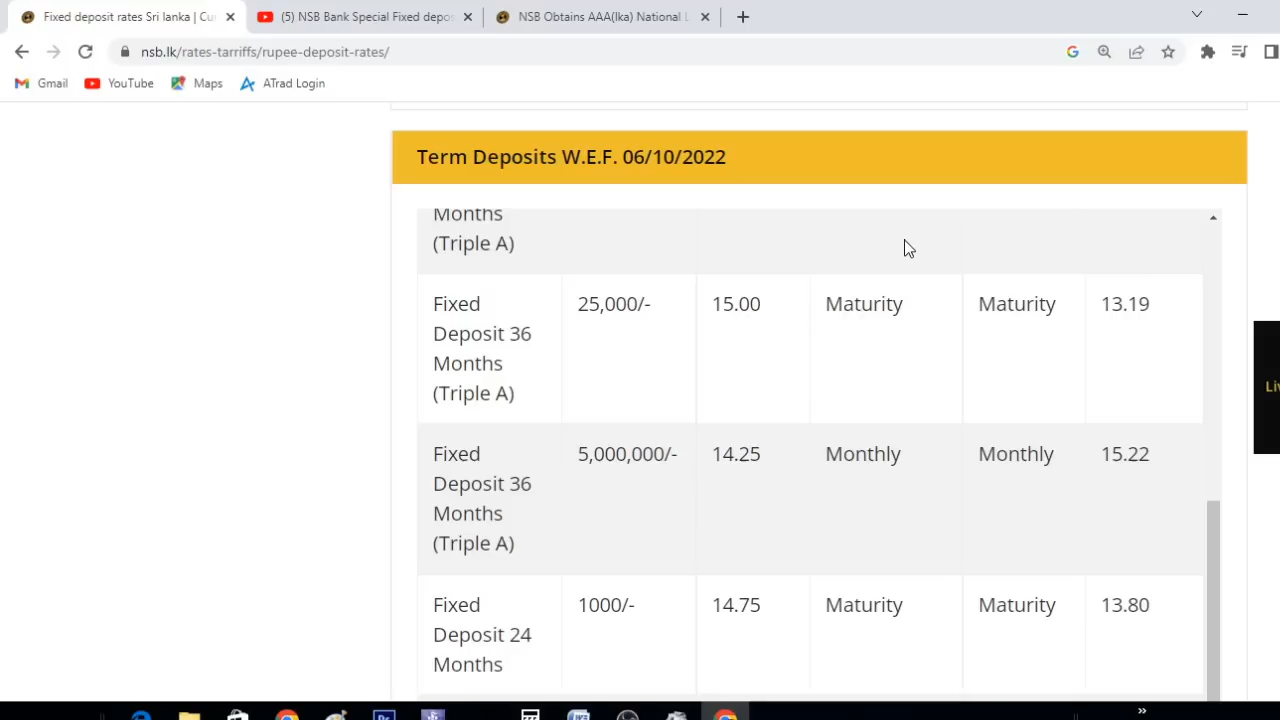 Fixed deposit rates Sri lanka | Cu
(5) NSB Bank Special Fixed depo
NSB Obtains AAA(lka) National L
nsb.lk/rates-tarriffs/rupee-deposit-rates/
Gmail YouTube Maps ATrad Login
Term Deposits W.E.F. 06/10/2022
Months
(Triple A)
Fixed 25,000/- 15.00 Maturity Maturity 13.19
Deposit 36
Months
(Triple A)
Fixed 5,000,000/- 14.25 Monthly Monthly 15.22
Deposit 36
Months
(Triple A)
Fixed 1000/- 14.75 Maturity Maturity 13.80
Deposit 24
Months